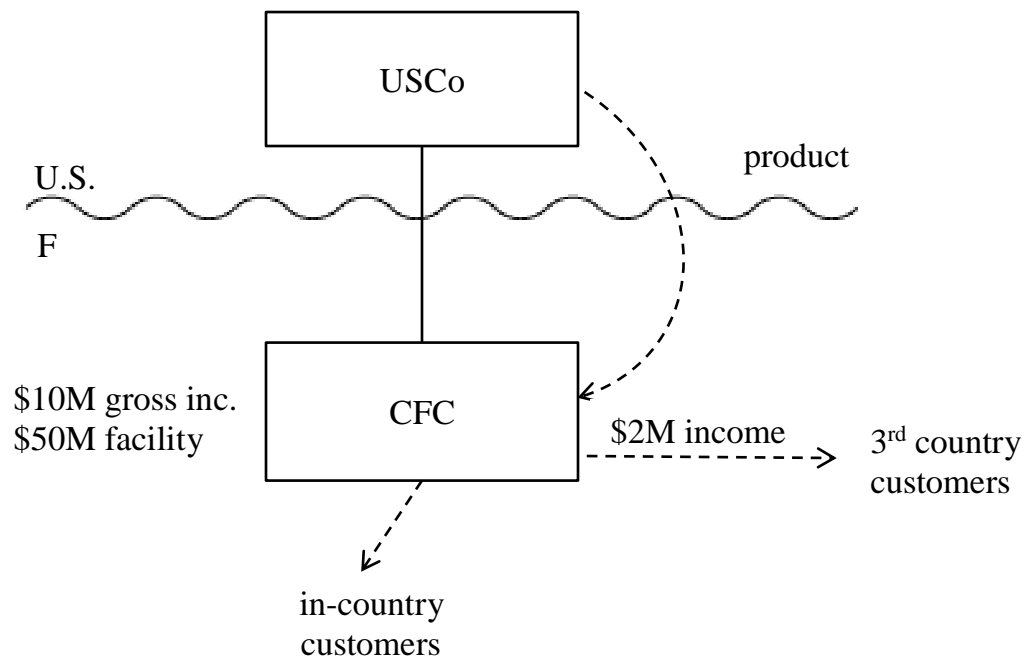 USCo
product
U.S.
F
$10M gross inc.
$50M facility
CFC
$2M income
3rd country
customers
in-country
customers